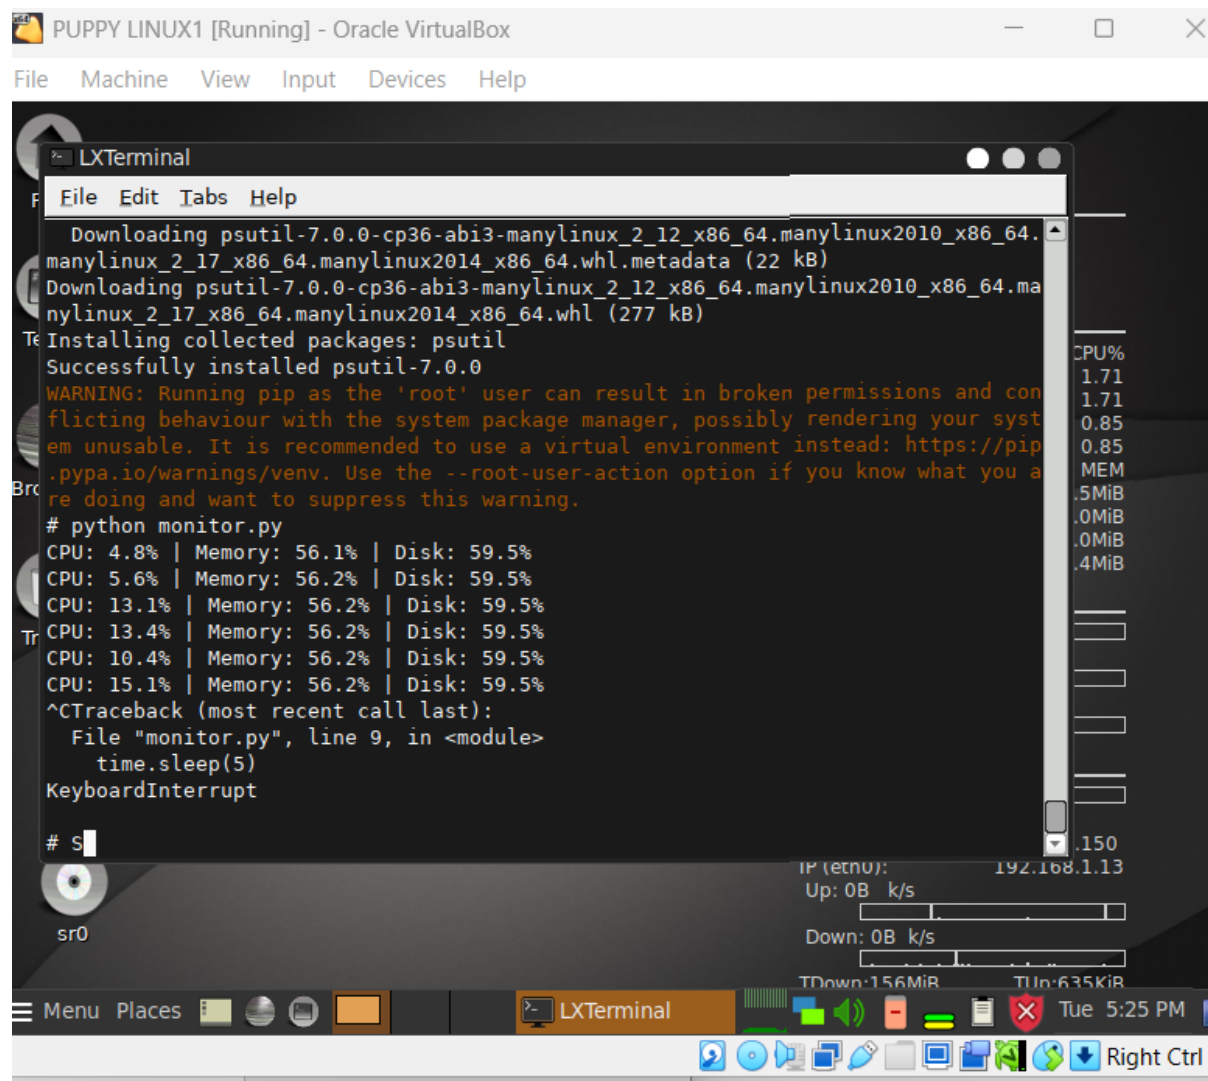 PUPPY LINUX1 [Running] - Oracle VirtualBox
File Machine View Input Devices Help
LXTerminal
File Edit Tabs Help
Downloading psutil-7.0.0-cp36-abi3-manylinux_2_12_x86_64.manylinux2010_x86_64.
manylinux_2_17_x86_64.manylinux2014_x86_64.whl.metadata (22 kB)
Downloading psutil-7.0.0-cp36-abi3-manylinux_2_12_x86_64.manylinux2010_x86_64.ma
nylinux_2_17_x86_64.manylinux2014_x86_64.whl (277 kB)
Installing collected packages: psutil
Successfully installed psutil-7.0.0
WARNING: Running pip as the 'root' user can result in broken permissions and con
flicting behaviour with the system package manager, possibly rendering your syst
em unusable. It is recommended to use a virtual environment instead: https://pip
.pypa.io/warnings/venv. Use the --root-user-action option if you know what you a
re doing and want to suppress this warning.
# python monitor.py
CPU: 4.8% | Memory: 56.1% | Disk: 59.5%
CPU: 5.6% | Memory: 56.2% | Disk: 59.5%
CPU: 13.1% | Memory: 56.2% | Disk: 59.5%
CPU: 13.4% | Memory: 56.2% | Disk: 59.5%
CPU: 10.4% | Memory: 56.2% | Disk: 59.5%
CPU: 15.1% | Memory: 56.2% | Disk: 59.5%
^CTraceback (most recent call last):
File "monitor.py", line 9, in <module>
time.sleep(5)
KeyboardInterrupt
# S
CPU%
1.71
1.71
0.85
0.85
MEM
.5MiB
.0MiB
.0MiB
.4MiB
.150
IP (eth0): 192.168.1.13
Up: 0B k/s
Down: 0B k/s
TDown:156MiB TUp:635KiB
sr0
Menu Places LXTerminal Tue 5:25 PM
Right Ctrl